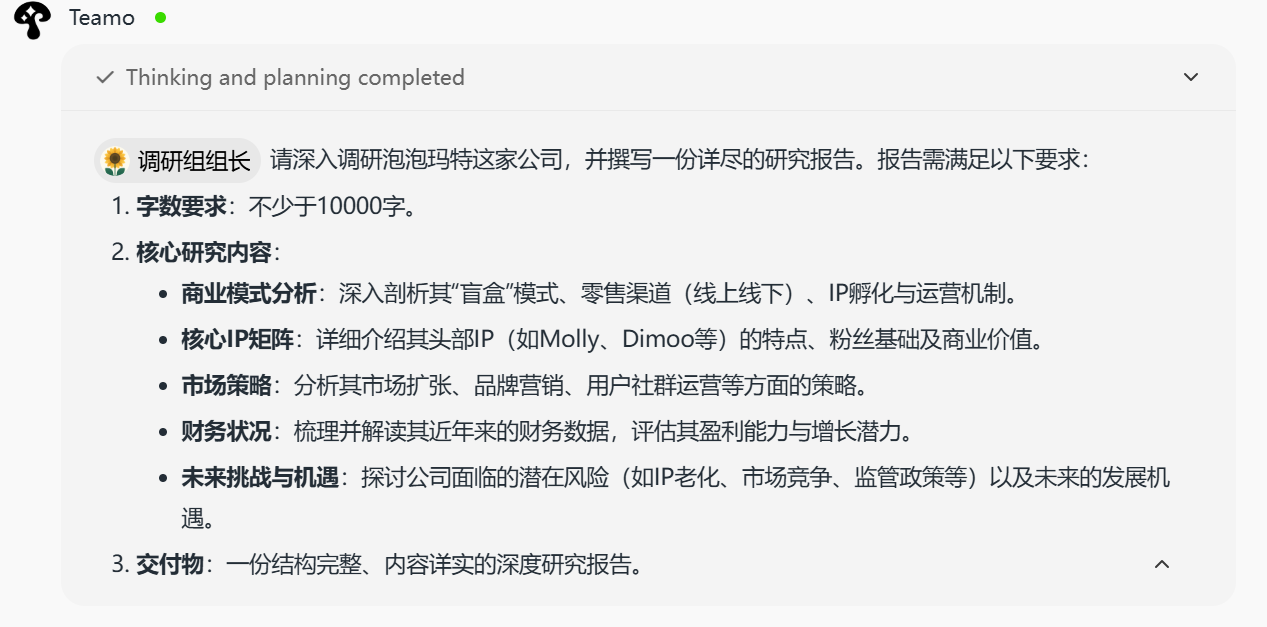 Teamo
Thinking and planning completed
调研组组长 请深入调研泡泡玛特这家公司，并撰写一份详尽的研究报告。报告需满足以下要求：
1. 字数要求：不少于10000字。
2. 核心研究内容：
• 商业模式分析：深入剖析其“盲盒”模式、零售渠道（线上线下）、IP孵化与运营机制。
• 核心IP矩阵：详细介绍其头部IP（如Molly、Dimoo等）的特点、粉丝基础及商业价值。
• 市场策略：分析其市场扩张、品牌营销、用户社群运营等方面的策略。
• 财务状况：梳理并解读其近年来的财务数据，评估其盈利能力与增长潜力。
• 未来挑战与机遇：探讨公司面临的潜在风险（如IP老化、市场竞争、监管政策等）以及未来的发展机
遇。
3. 交付物：一份结构完整、内容详实的深度研究报告。